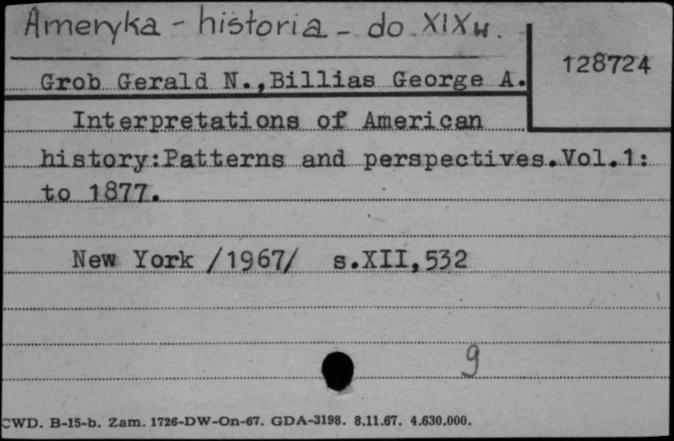 Ameryka - historia - do XIX w.
128724
Grob Gerald N.,Billias George A.
Interpretations of American
history:Patterns and perspectives.Vol.1:
to 1877.
New York /1967/ s.XII,532
9
CWD. B-15-b. Zam. 1726-DW-On-67. GDA-3198. 8.11.67. 4.630.000.